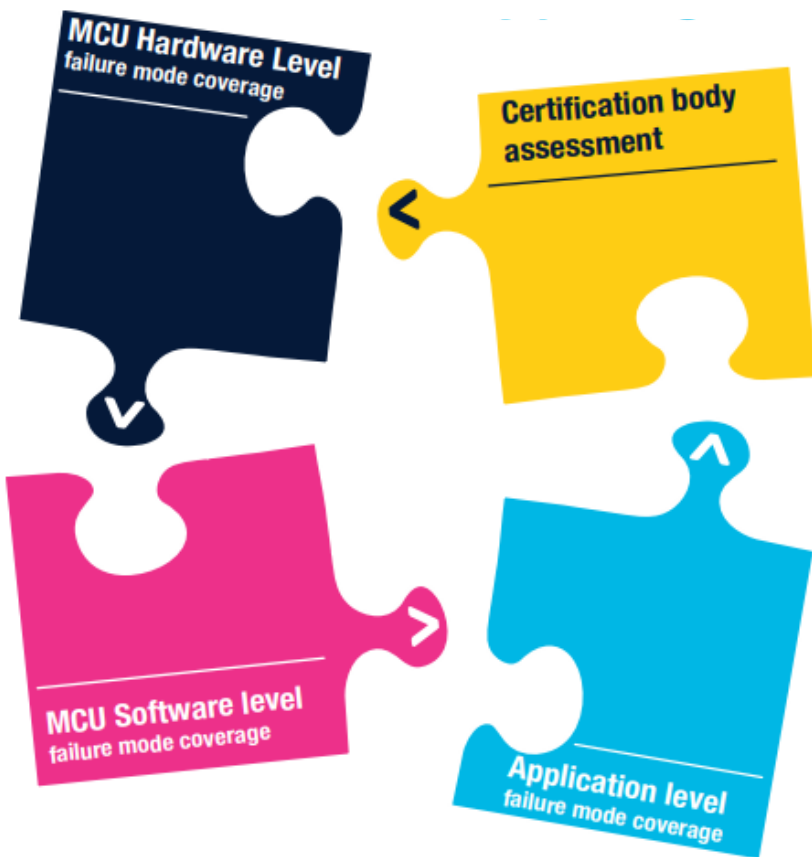 MCU Hardware Level
failure mode coverage
Certification body
assessment
MCU Software level
failure mode coverage
Application level
failure mode coverage